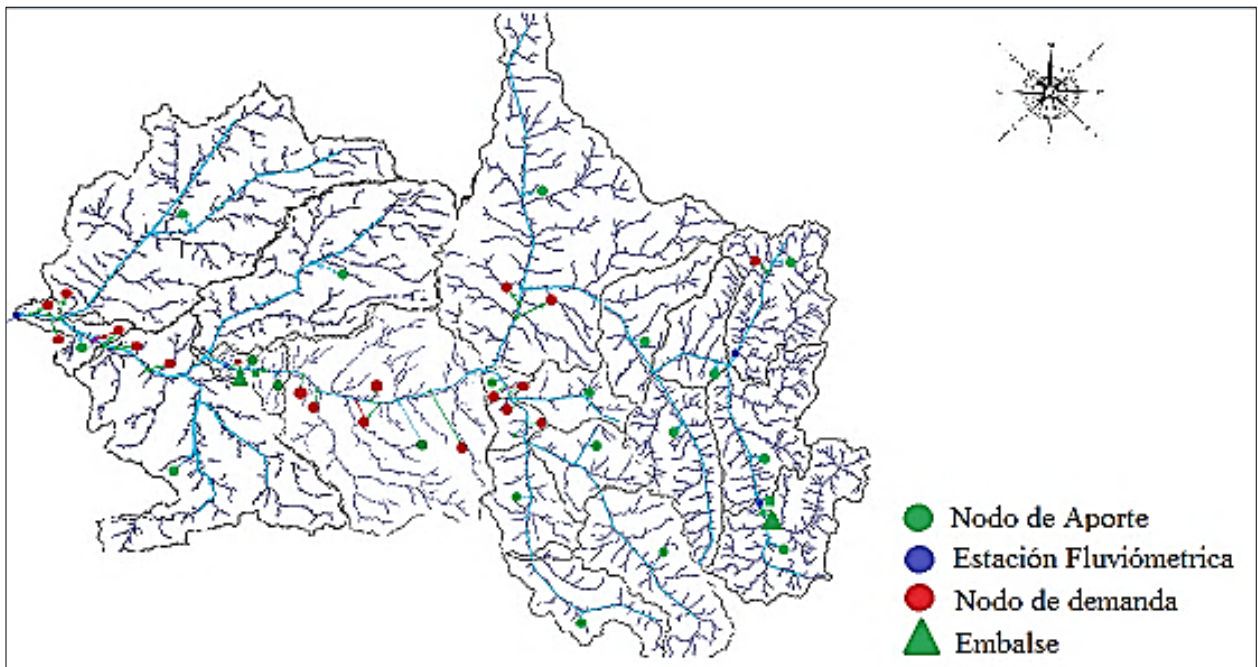 Nodo de Aporte
Estación Fluviómetrica
Nodo de demanda
Embalse